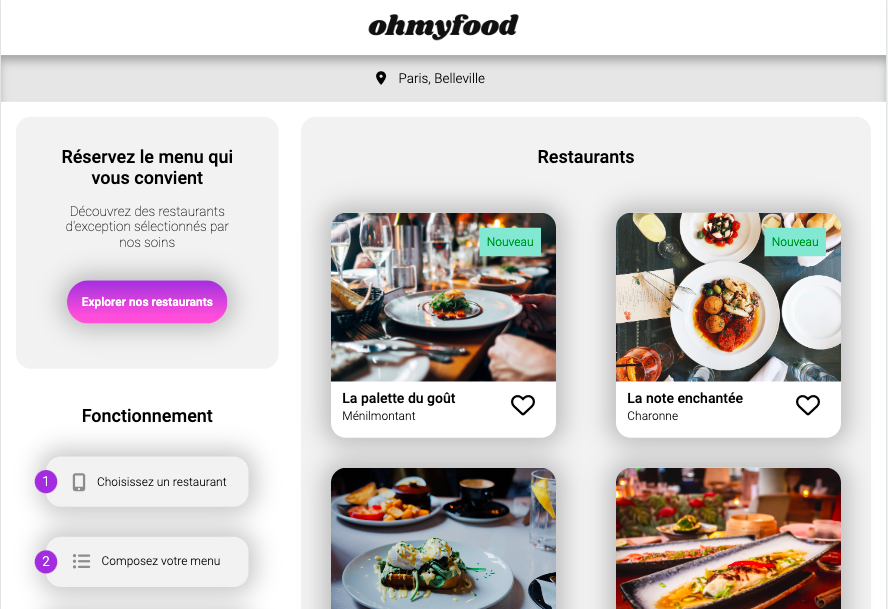 ohmyfood
Paris, Belleville
Réservez le menu qui
vous convient
Découvrez des restaurants
d'exception sélectionnés par
nos soins
Explorer nos restaurants
Fonctionnement
1
Choisissez un restaurant
2
Composez votre menu
Restaurants
Nouveau
La palette du goût
Ménilmontant
Nouveau
La note enchantée
Charonne